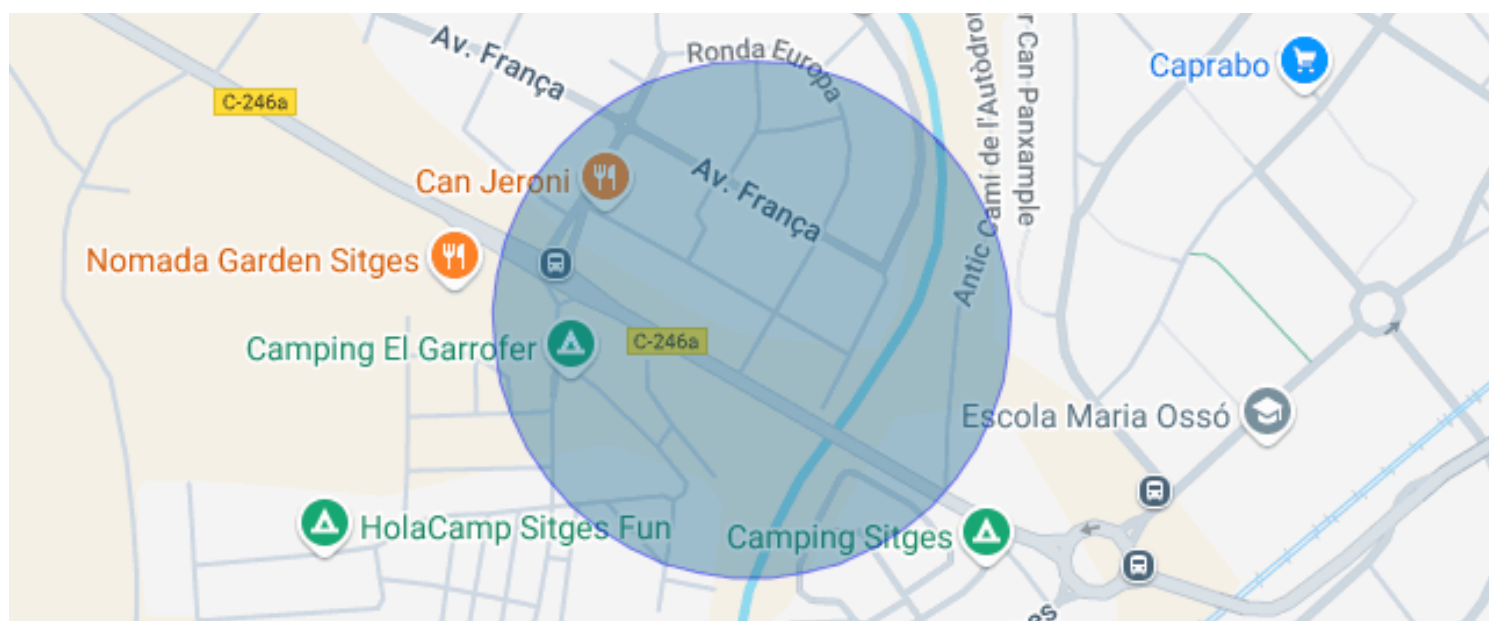 Av. França
Ronda Europa
Antic Camí de l'Autòdrom
r Can Panxample
Caprabo
C-246a
Can Jeroni
Av. França
Nomada Garden Sitges
Camping El Garrofer
C-246a
Escola Maria Ossó
HolaCamp Sitges Fun
Camping Sitges
es